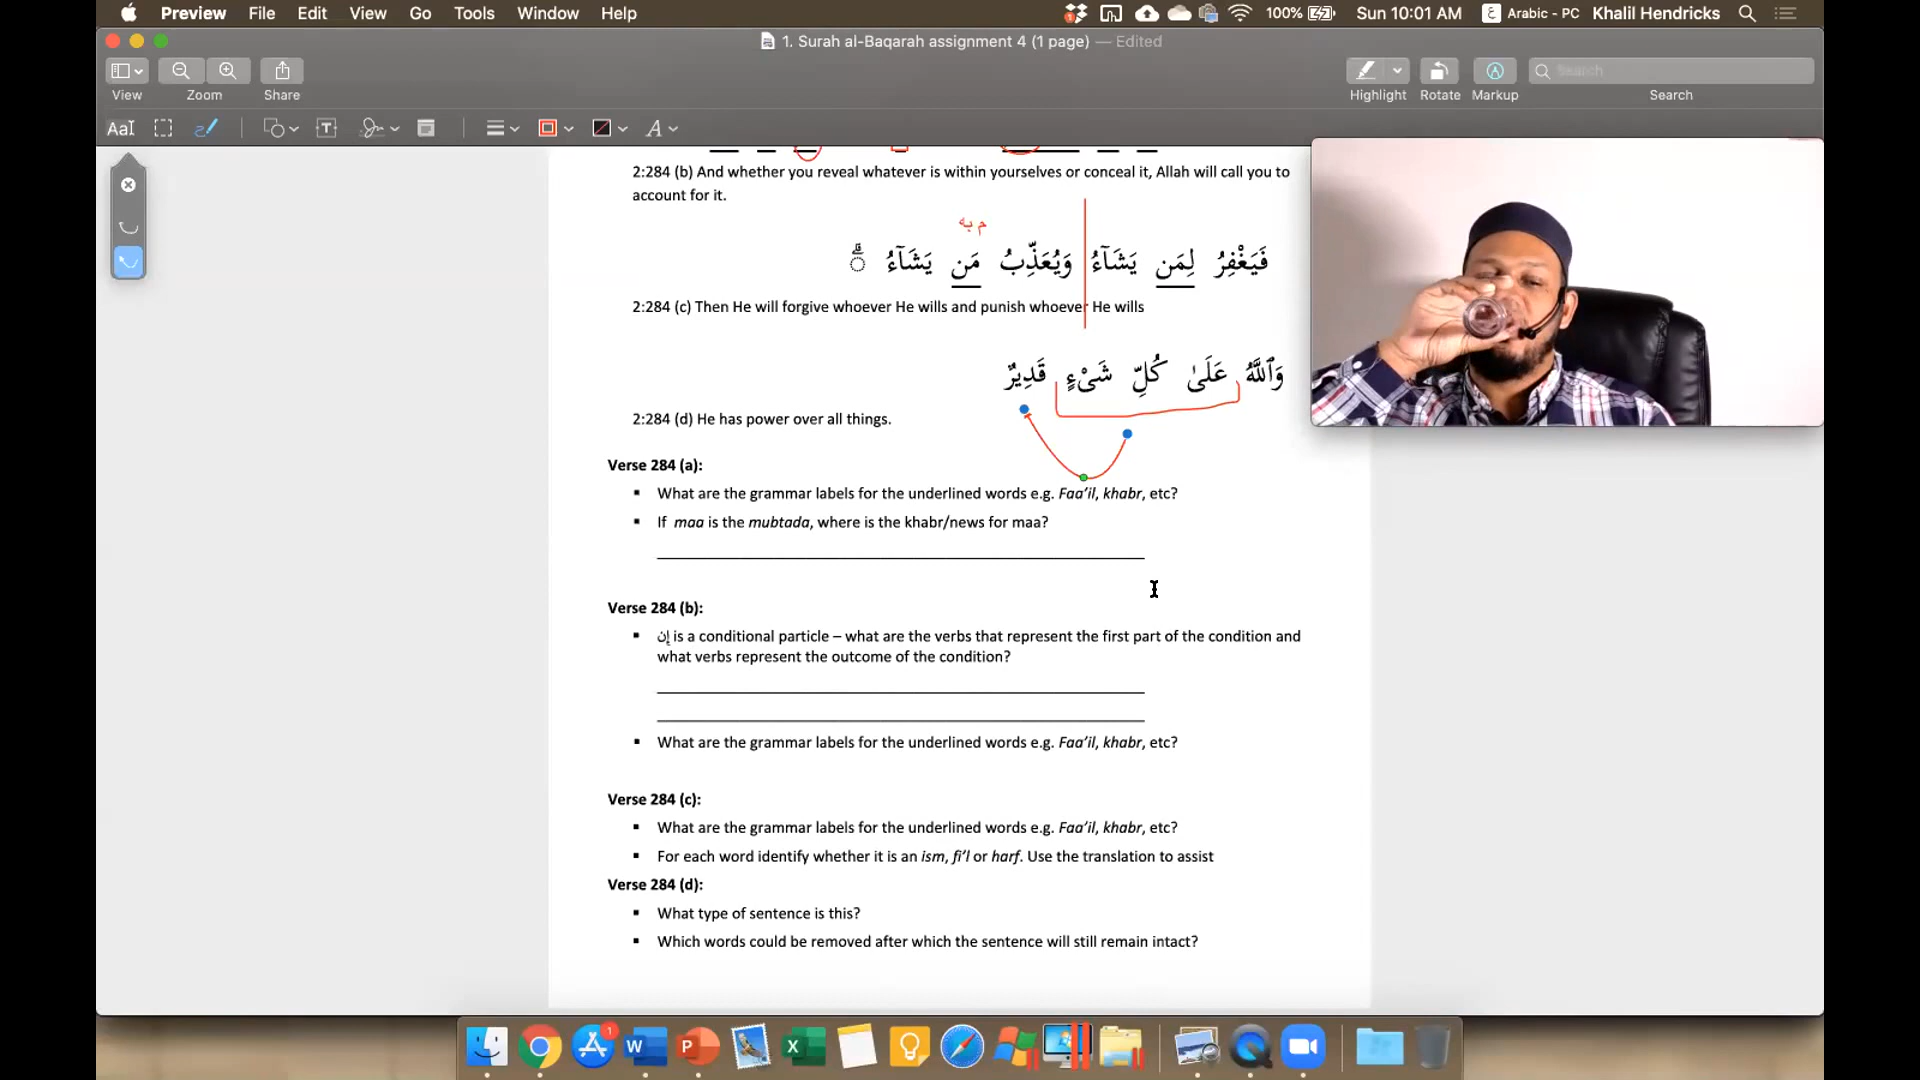 Preview File Edit View Go Tools Window Help 100% Sun 10:01 AM Arabic - PC Khalil Hendricks
1. Surah al-Baqarah assignment 4 (1 page) — Edited
Search
View Zoom Share Highlight Rotate Markup Search
2:284 (b) And whether you reveal whatever is within yourselves or conceal it, Allah will call you to
account for it.
م به
فَيَغْفِرُ لِمَن يَشَآءُ وَيُعَذِّبُ مَن يَشَآءُ ۗ
2:284 (c) Then He will forgive whoever He wills and punish whoever He wills
وَٱللَّهُ عَلَىٰ كُلِّ شَىْءٍ قَدِيرٌ
2:284 (d) He has power over all things.
Verse 284 (a):
▪ What are the grammar labels for the underlined words e.g. Faa’il, khabr, etc?
▪ If maa is the mubtada, where is the khabr/news for maa?
Verse 284 (b):
▪ إن is a conditional particle – what are the verbs that represent the first part of the condition and
what verbs represent the outcome of the condition?
▪ What are the grammar labels for the underlined words e.g. Faa’il, khabr, etc?
Verse 284 (c):
▪ What are the grammar labels for the underlined words e.g. Faa’il, khabr, etc?
▪ For each word identify whether it is an ism, fi’l or harf. Use the translation to assist
Verse 284 (d):
▪ What type of sentence is this?
▪ Which words could be removed after which the sentence will still remain intact?